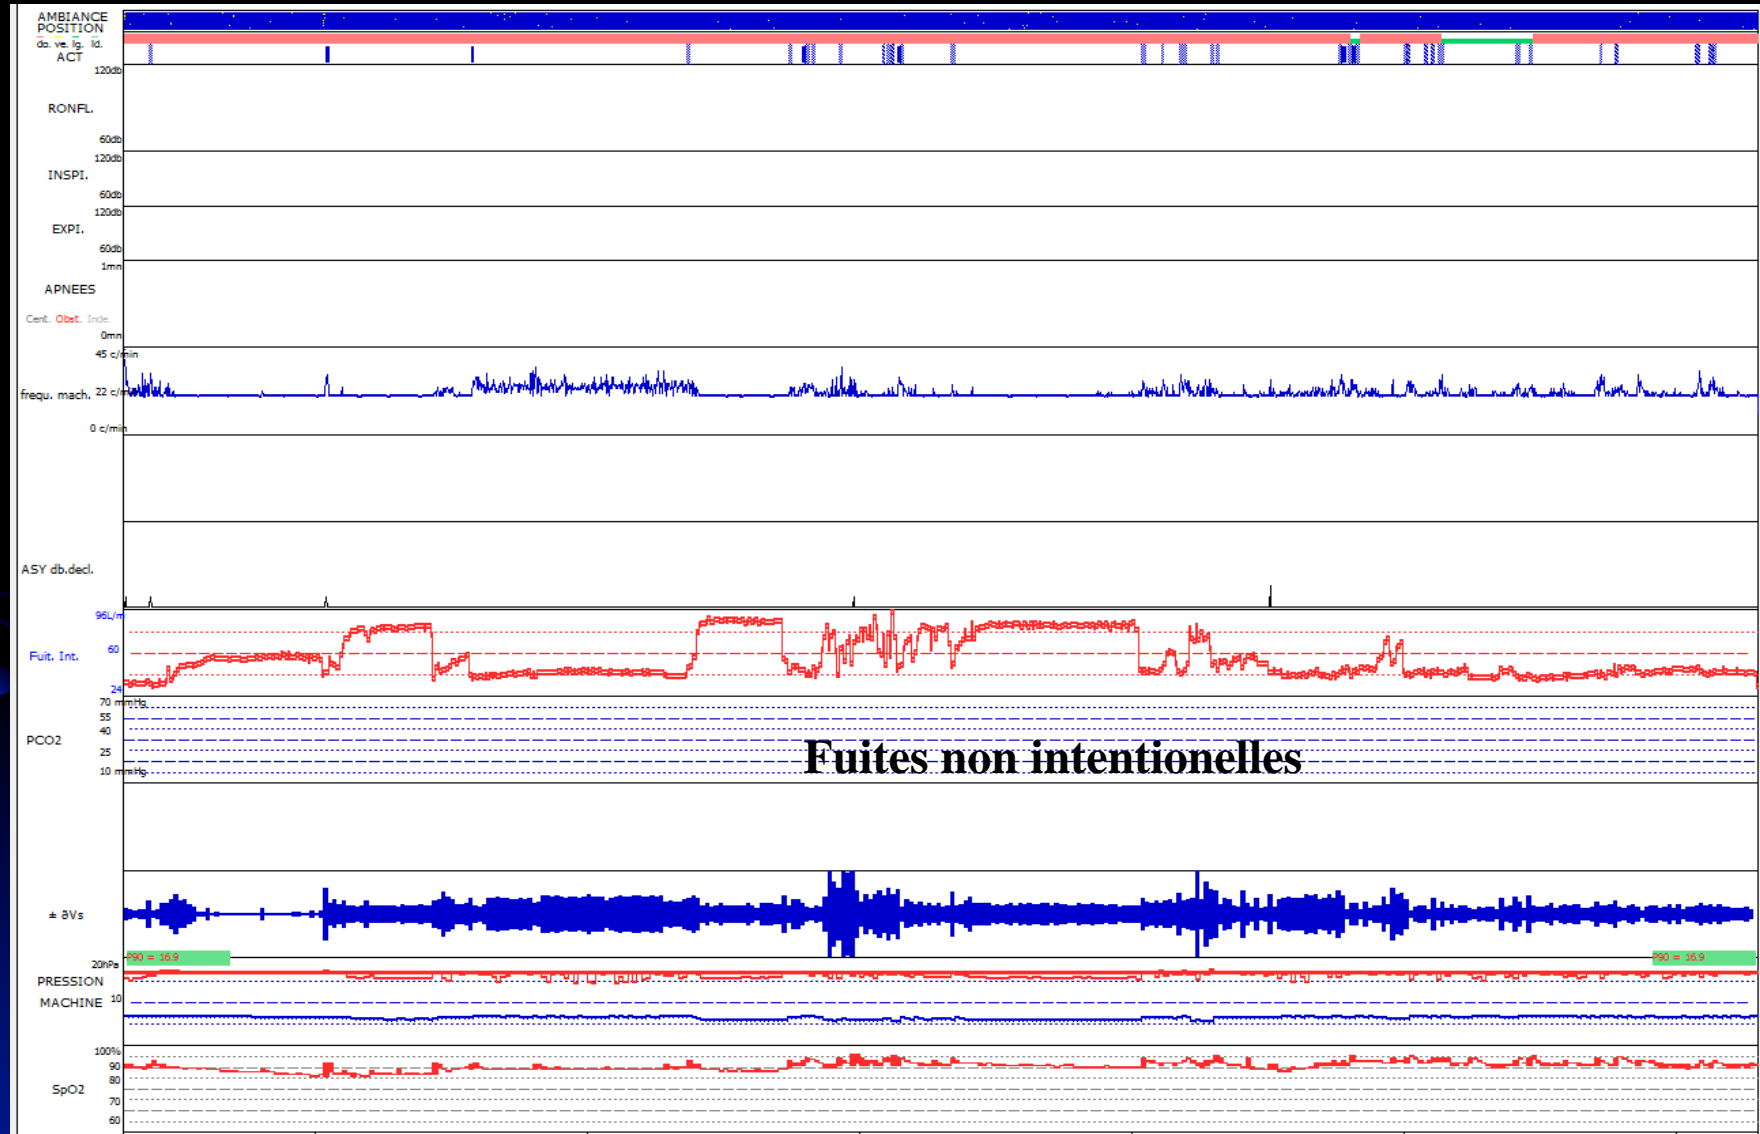 AMBIANCE
POSITION
do. ve. lg. ld.
ACT
120db
RONFL.
60db
120db
INSPI.
60db
120db
EXPI.
60db
1mn
APNEES
Cent. Obst. Inde.
0mn
45 c/min
frequ. mach. 22 c/m
0 c/min
ASY db.decl.
96L/m
Fuit. Int. 60
24
70 mmHg
55
40
PCO2
25
10 mmHg
Fuites non intentionelles
± ∂Vs
P90 = 16.9 P90 = 16.9
20hPa
PRESSION
MACHINE 10
100%
90
80
SpO2
70
60